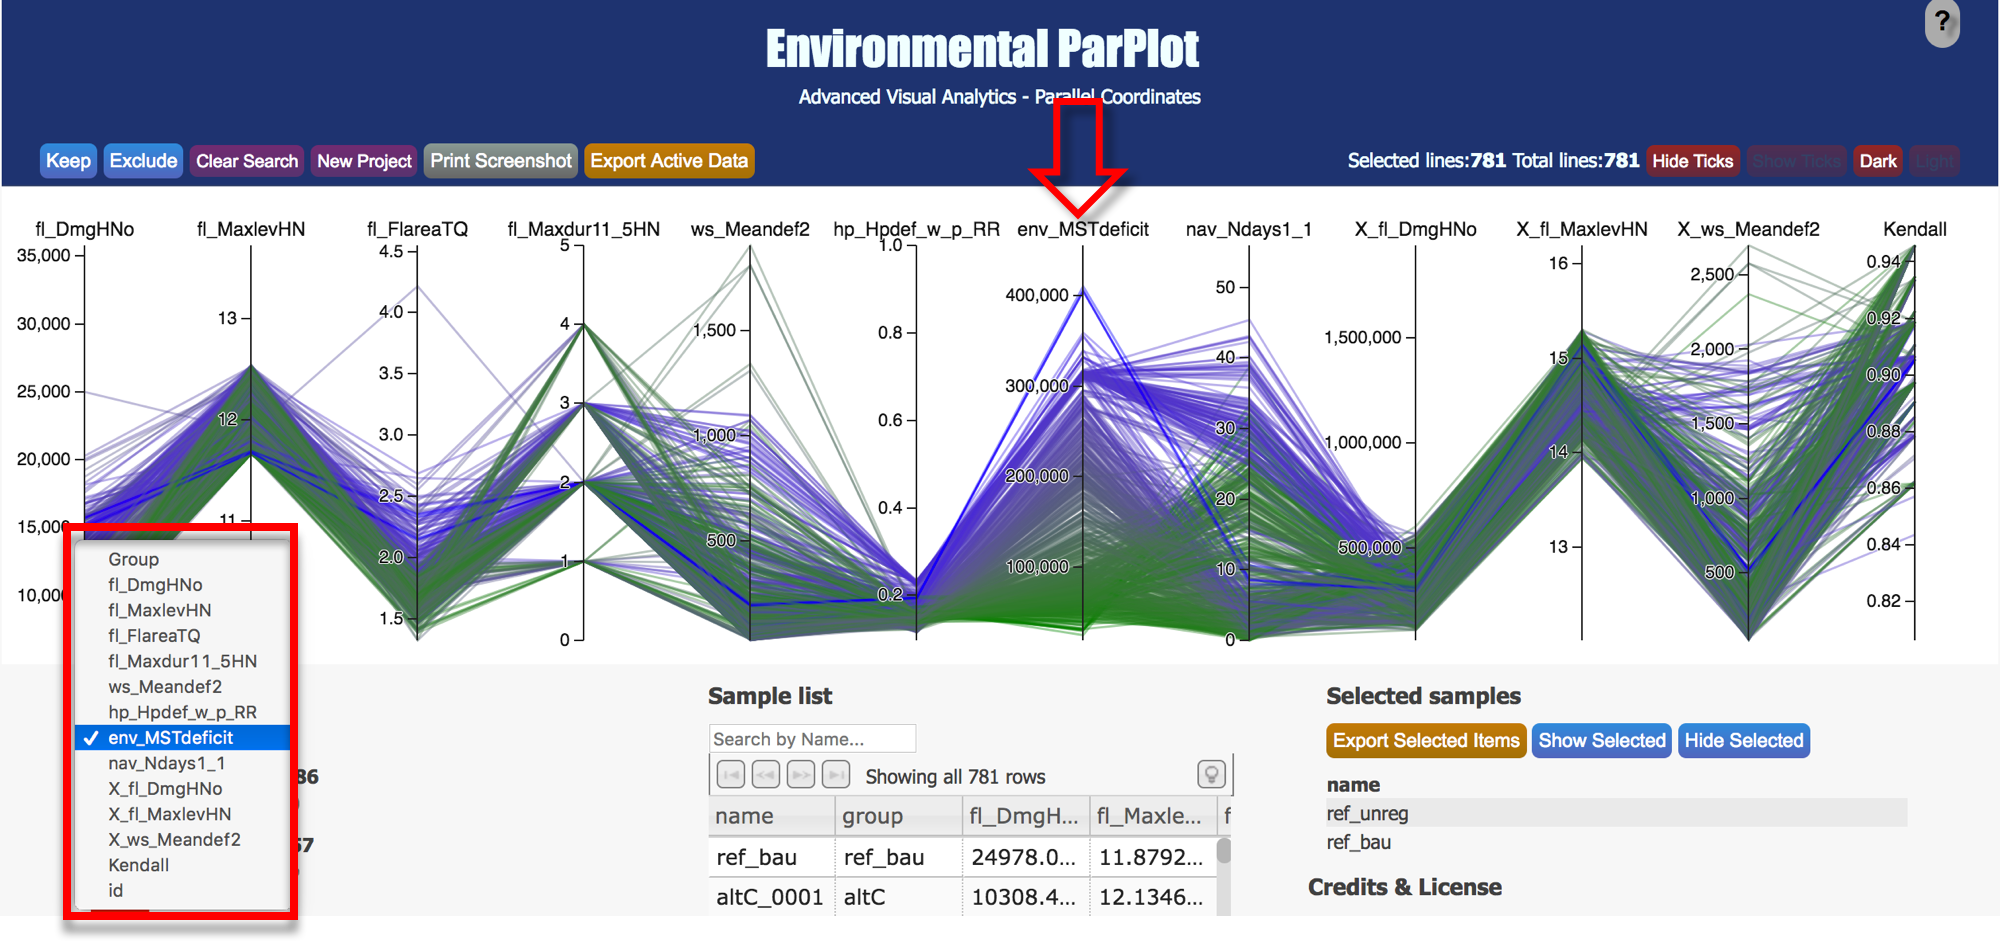 ?
Environmental ParPlot
Advanced Visual Analytics - Parallel Coordinates
Keep Exclude Clear Search New Project Print Screenshot Export Active Data Selected lines:781 Total lines:781 Hide Ticks Show Ticks Dark Light
fl_DmgHNo fl_MaxlevHN fl_FlareaTQ fl_Maxdur11_5HN ws_Meandef2 hp_Hpdef_w_p_RR env_MSTdeficit nav_Ndays1_1 X_fl_DmgHNo X_fl_MaxlevHN X_ws_Meandef2 Kendall
35,000
30,000
25,000
20,000
15,000
10,000
13
12
11
4.5
4.0
3.5
3.0
2.5
2.0
1.5
5
4
3
2
1
0
1,500
1,000
500
1.0
0.8
0.6
0.4
0.2
400,000
300,000
200,000
100,000
50
40
30
20
10
0
1,500,000
1,000,000
500,000
16
15
14
13
2,500
2,000
1,500
1,000
500
0.94
0.92
0.90
0.88
0.86
0.84
0.82
Group
fl_DmgHNo
fl_MaxlevHN
fl_FlareaTQ
fl_Maxdur11_5HN
ws_Meandef2
hp_Hpdef_w_p_RR
✓ env_MSTdeficit
nav_Ndays1_1
X_fl_DmgHNo
X_fl_MaxlevHN
X_ws_Meandef2
Kendall
id
86
57
Sample list
Search by Name...
Showing all 781 rows
name group fl_DmgH... fl_Maxle... f
ref_bau ref_bau 24978.0... 11.8792...
altC_0001 altC 10308.4... 12.1346...
Selected samples
Export Selected Items Show Selected Hide Selected
name
ref_unreg
ref_bau
Credits & License